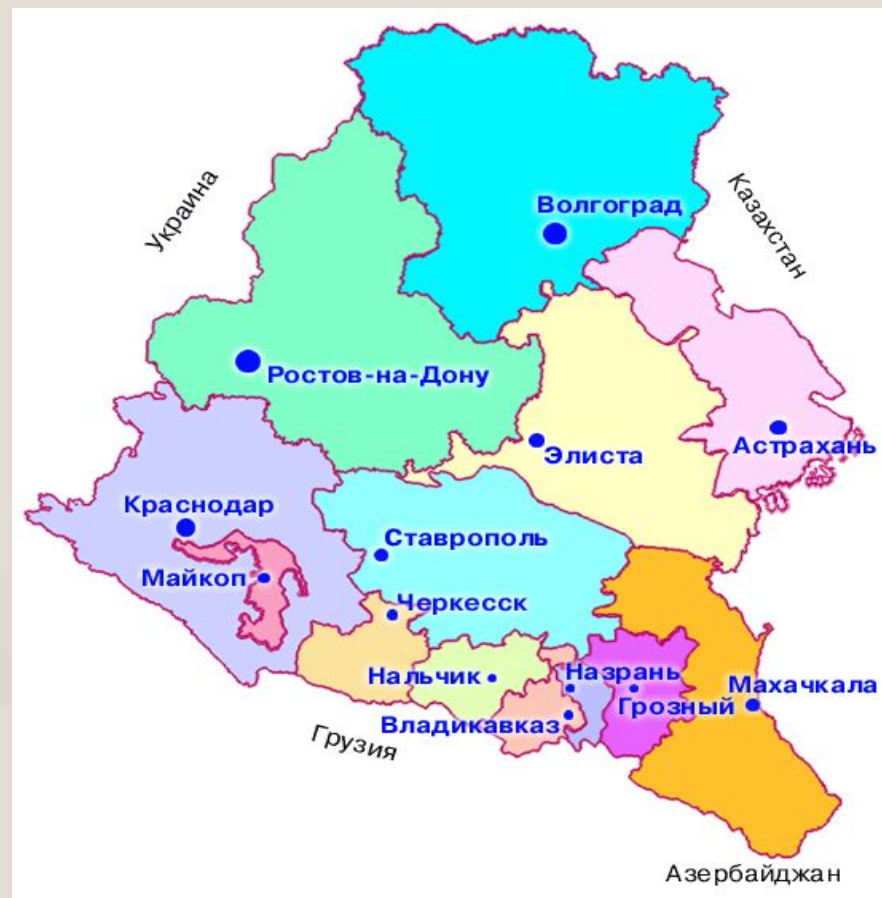 Украина
Казахстан
Волгоград
Ростов-на-Дону
Элиста
Астрахань
Краснодар
Ставрополь
Майкоп
Черкесск
Нальчик
Назрань
Махачкала
Грозный
Владикавказ
Грузия
Азербайджан